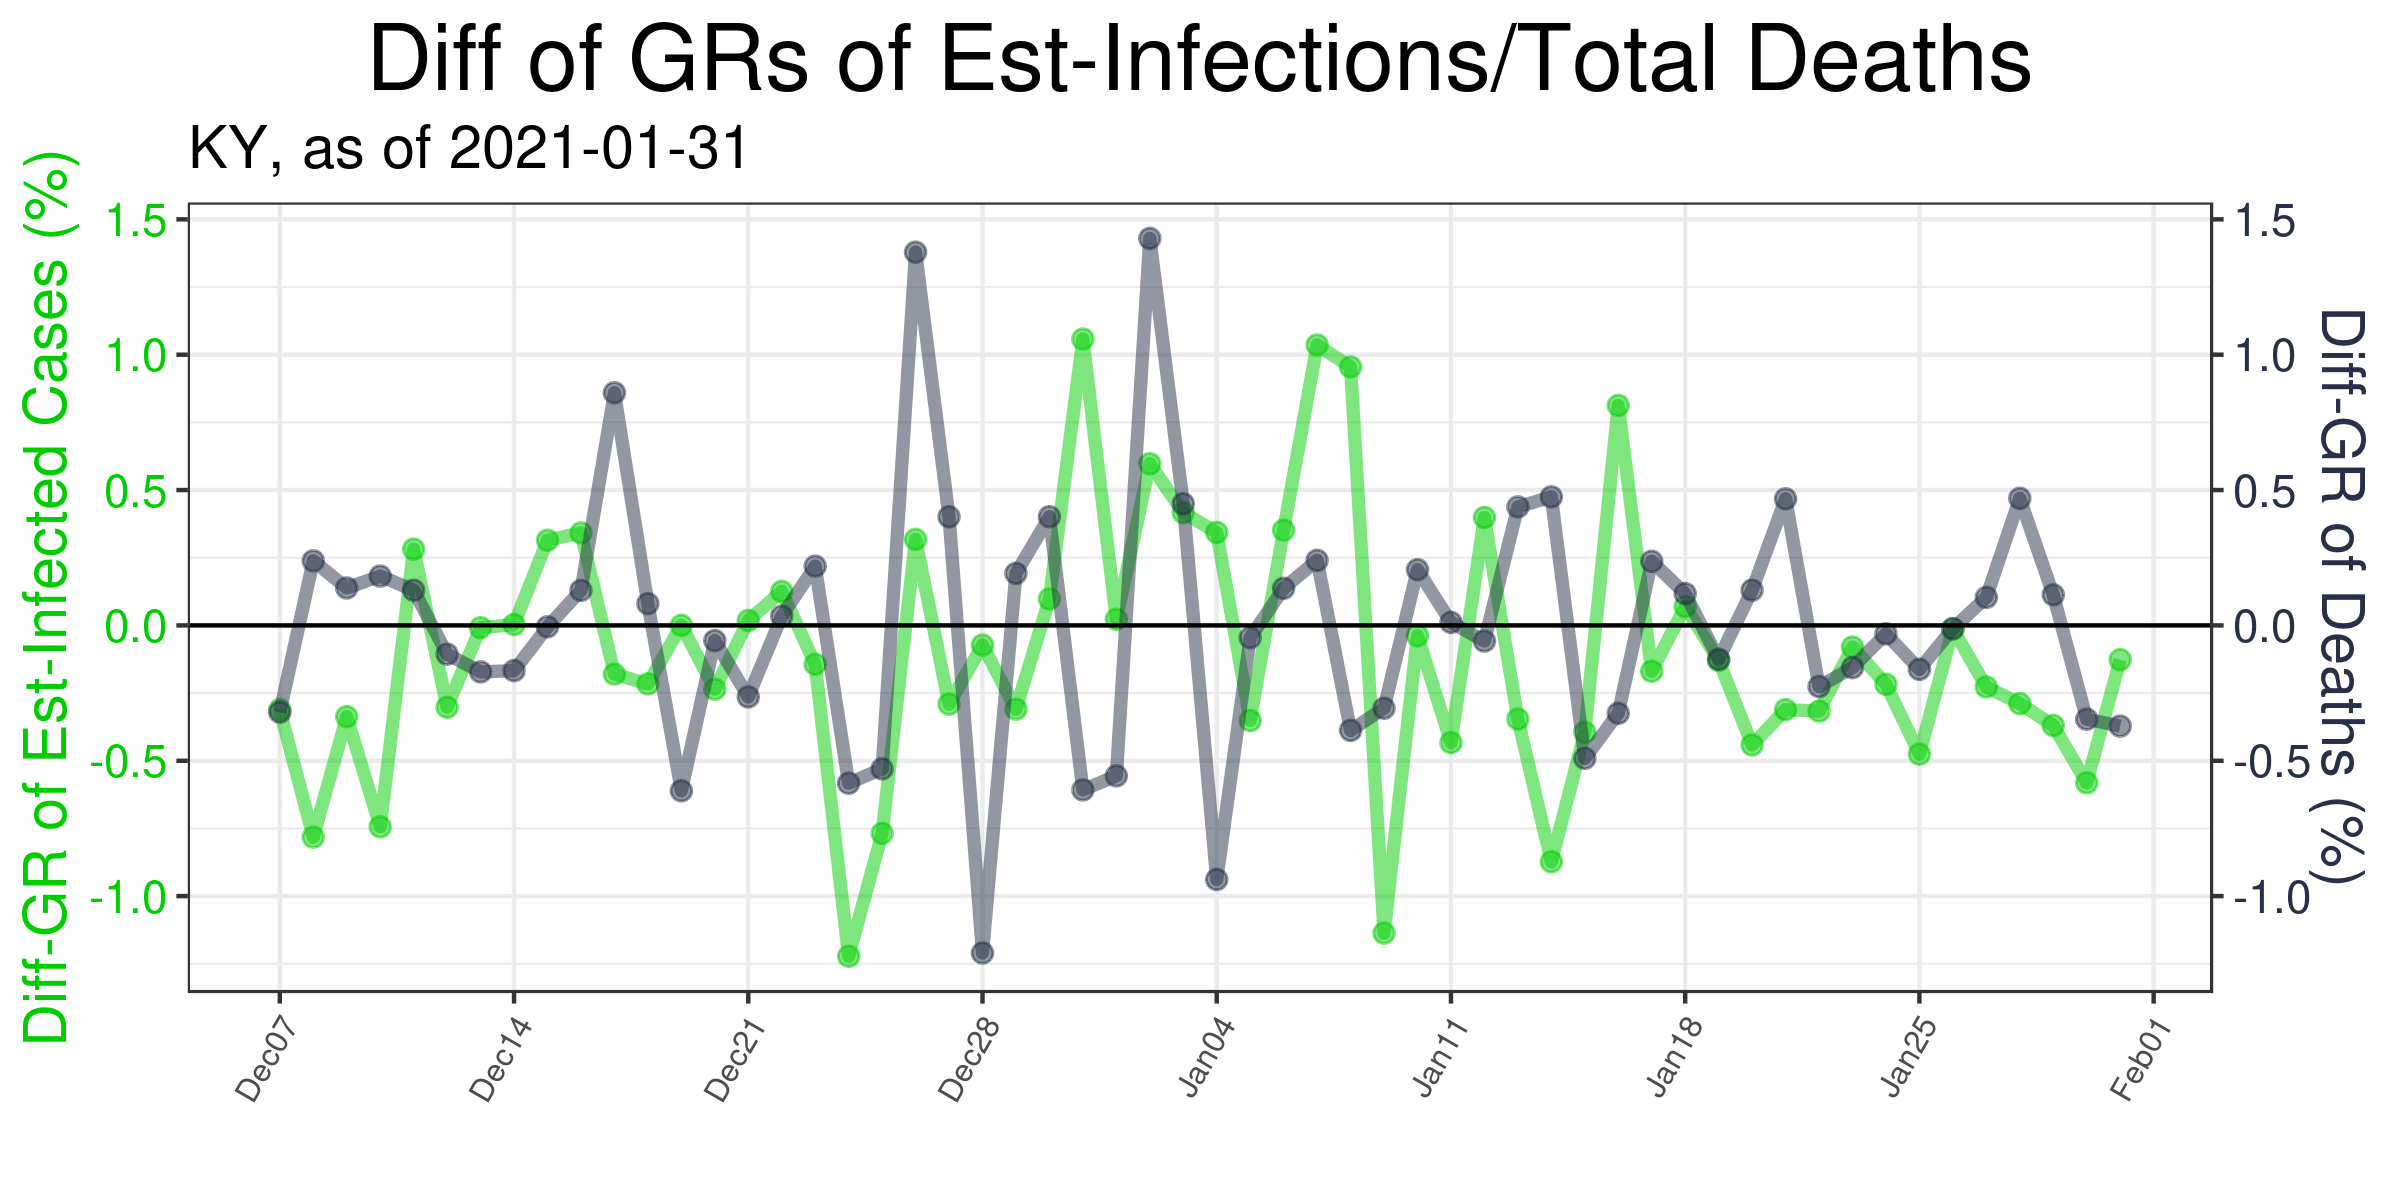 Diff of GRs of Est-Infections/Total Deaths
KY, as of 2021-01-31
Diff-GR of Est-Infected Cases (%)
1.5
1.0
0.5
0.0
-0.5
-1.0
1.5
1.0
0.5
0.0
-0.5
-1.0
Diff-GR of Deaths (%)
Dec07
Dec14
Dec21
Dec28
Jan04
Jan11
Jan18
Jan25
Feb01